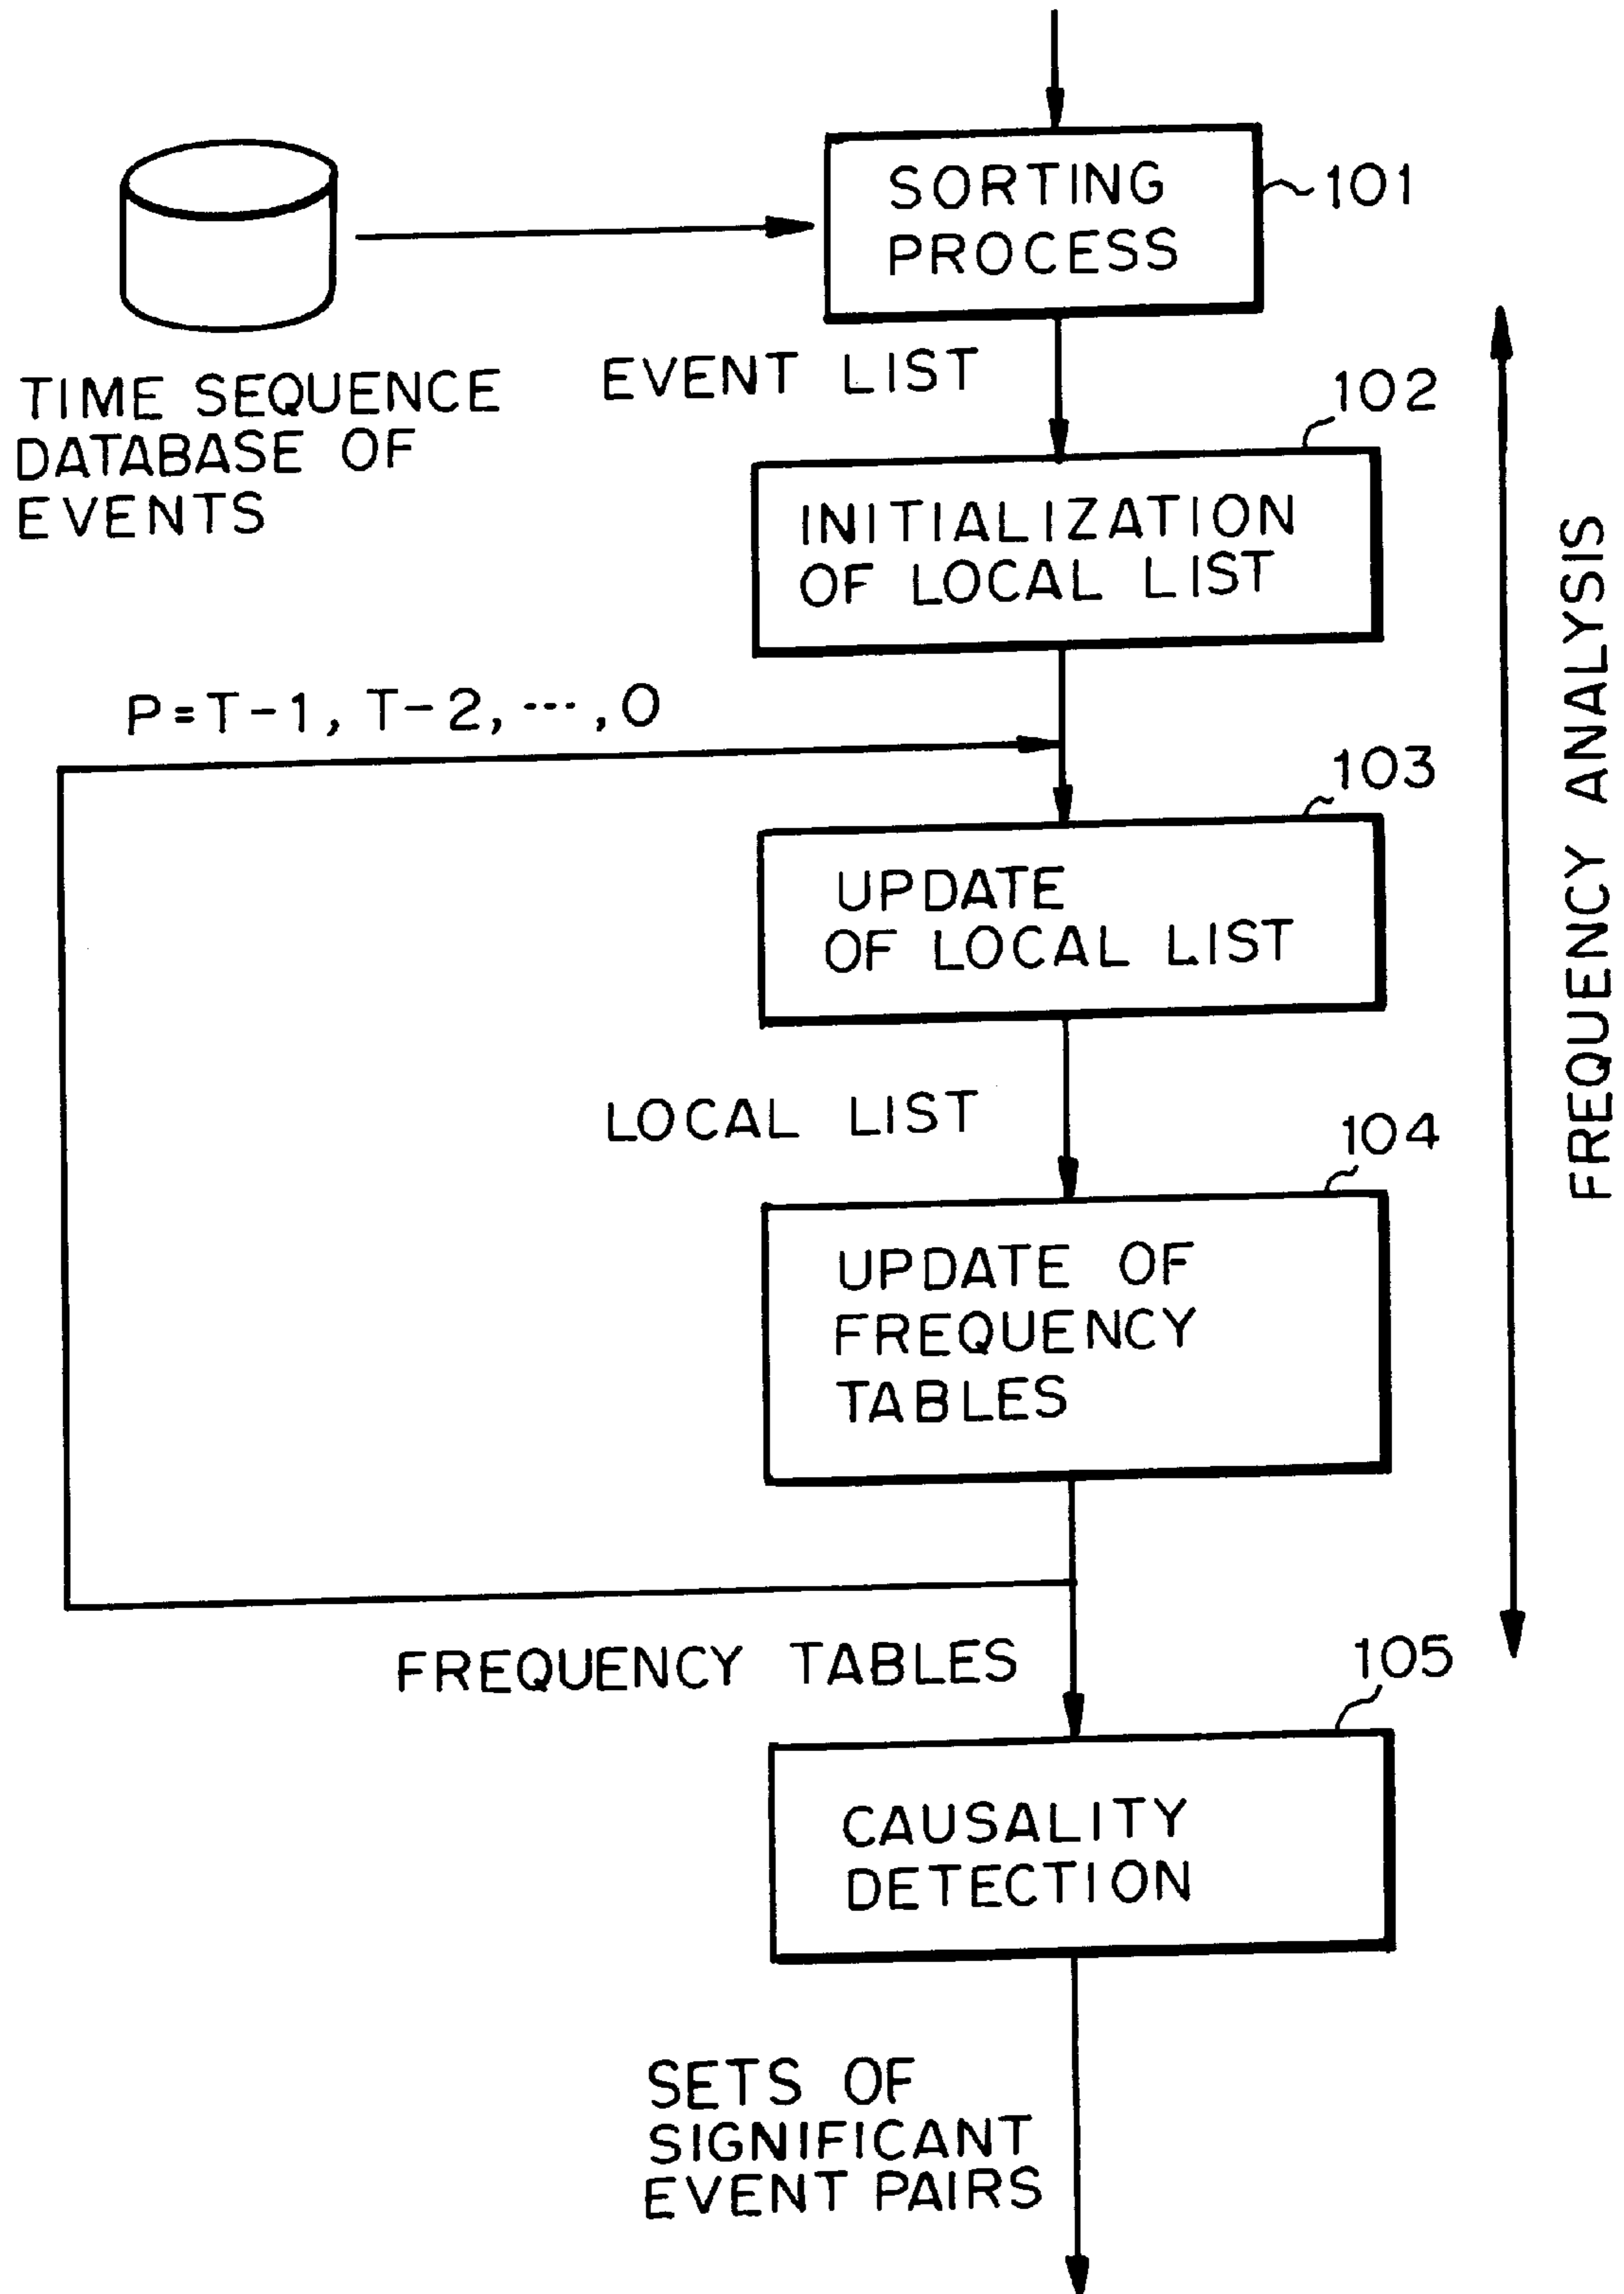 SORTING
PROCESS
101
TIME SEQUENCE
DATABASE OF
EVENTS
EVENT LIST
102
INITIALIZATION
OF LOCAL LIST
P=T-1, T-2, ..., 0
103
UPDATE
OF LOCAL LIST
FREQUENCY ANALYSIS
LOCAL LIST
104
UPDATE OF
FREQUENCY
TABLES
FREQUENCY TABLES
105
CAUSALITY
DETECTION
SETS OF
SIGNIFICANT
EVENT PAIRS